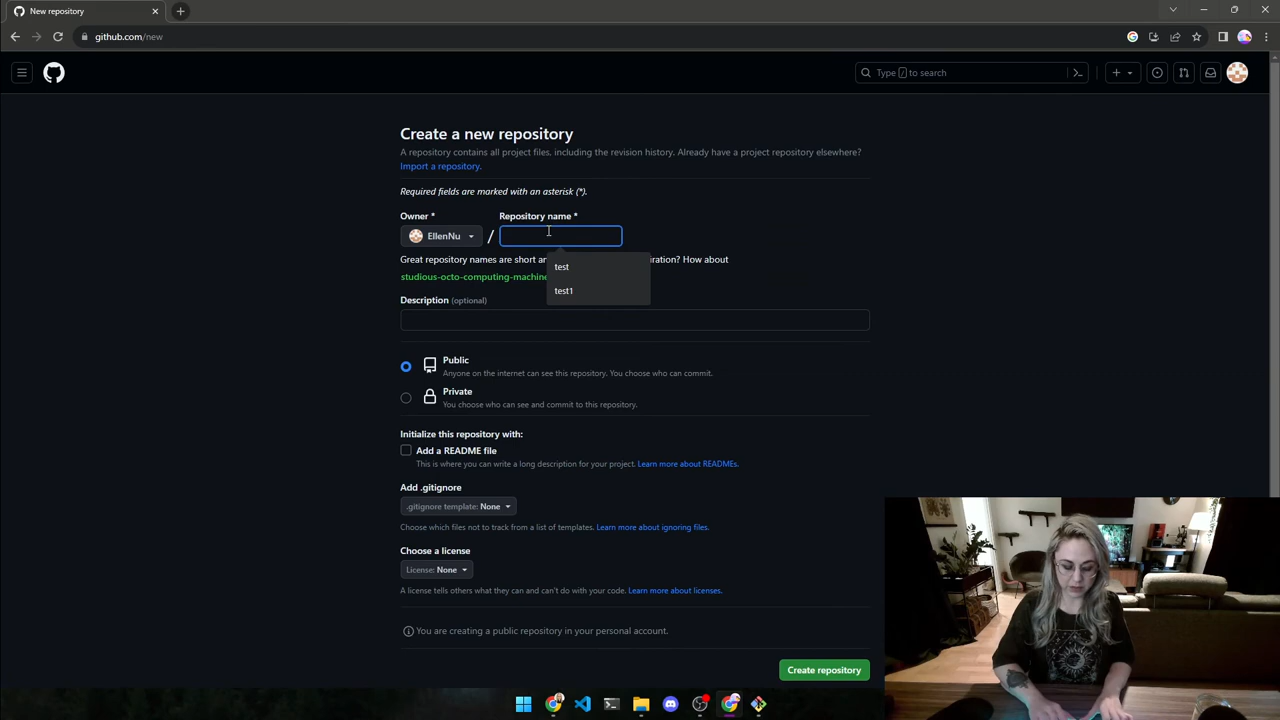 New repository
github.com/new
Type / to search
Create a new repository
A repository contains all project files, including the revision history. Already have a project repository elsewhere?
Import a repository.
Required fields are marked with an asterisk (*).
Owner *
Repository name *
EllenNu
/
Great repository names are short an
iration? How about
test
studious-octo-computing-machine
test1
Description (optional)
Public
Anyone on the internet can see this repository. You choose who can commit.
Private
You choose who can see and commit to this repository.
Initialize this repository with:
Add a README file
This is where you can write a long description for your project. Learn more about READMEs.
Add .gitignore
.gitignore template: None
Choose which files not to track from a list of templates. Learn more about ignoring files.
Choose a license
License: None
A license tells others what they can and can't do with your code. Learn more about licenses.
You are creating a public repository in your personal account.
Create repository